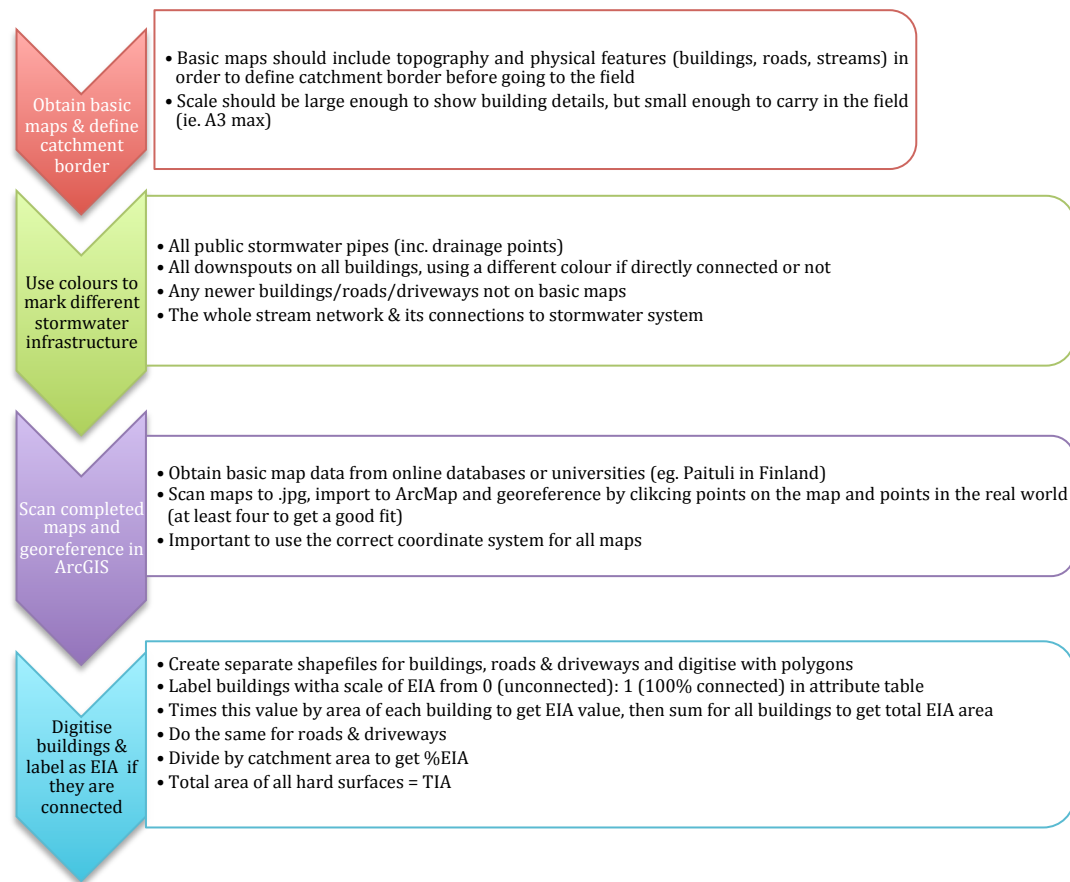 Obtain basic
maps & define
catchment
border
• Basic maps should include topography and physical features (buildings, roads, streams) in
order to define catchment border before going to the field
• Scale should be large enough to show building details, but small enough to carry in the field
(ie. A3 max)
Use colours to
mark different
stormwater
infrastructure
• All public stormwater pipes (inc. drainage points)
• All downspouts on all buildings, using a different colour if directly connected or not
• Any newer buildings/roads/driveways not on basic maps
• The whole stream network & its connections to stormwater system
Scan completed
maps and
georeference in
ArcGIS
• Obtain basic map data from online databases or universities (eg. Paituli in Finland)
• Scan maps to .jpg, import to ArcMap and georeference by clikcing points on the map and points in the real world
(at least four to get a good fit)
• Important to use the correct coordinate system for all maps
Digitise
buildings &
label as EIA if
they are
connected
• Create separate shapefiles for buildings, roads & driveways and digitise with polygons
• Label buildings witha scale of EIA from 0 (unconnected): 1 (100% connected) in attribute table
• Times this value by area of each building to get EIA value, then sum for all buildings to get total EIA area
• Do the same for roads & driveways
• Divide by catchment area to get %EIA
• Total area of all hard surfaces = TIA